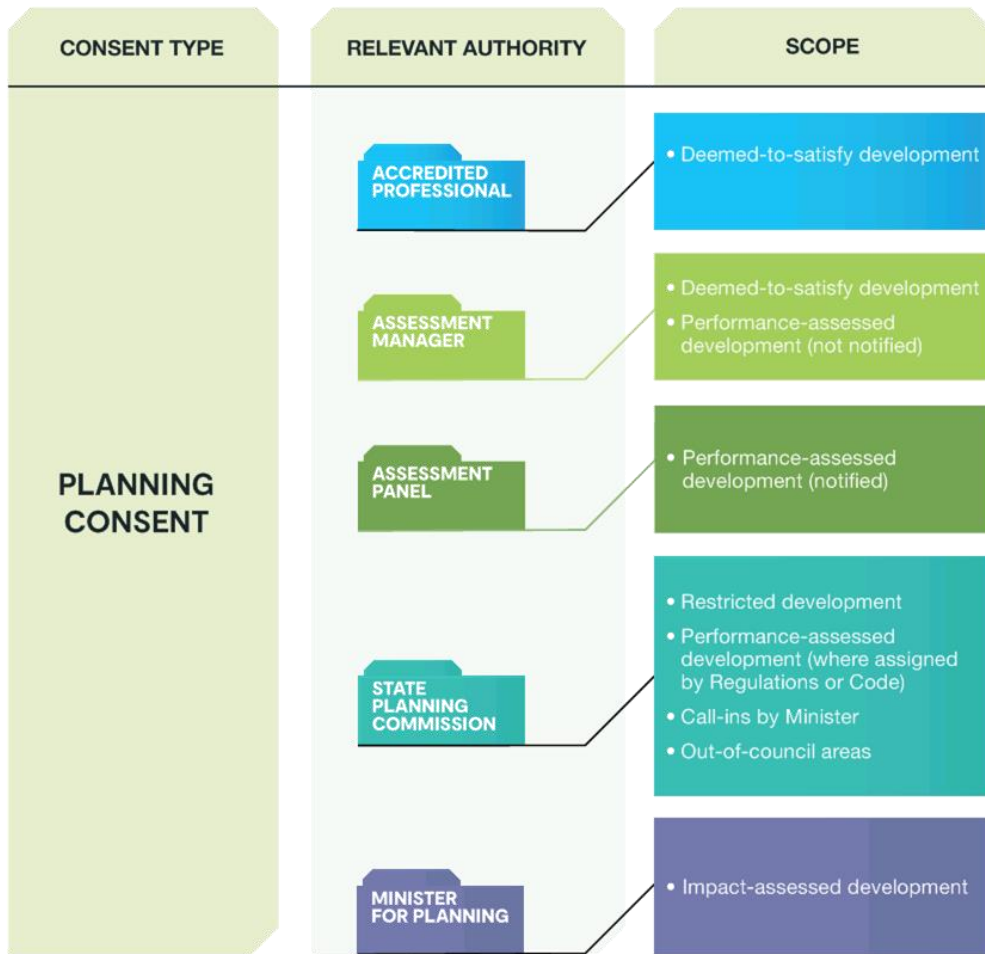 CONSENT TYPE
RELEVANT AUTHORITY
SCOPE
PLANNING
CONSENT
ACCREDITED
PROFESSIONAL
• Deemed-to-satisfy development
ASSESSMENT
MANAGER
• Deemed-to-satisfy development
• Performance-assessed
development (not notified)
ASSESSMENT
PANEL
• Performance-assessed
development (notified)
STATE
PLANNING
COMMISSION
• Restricted development
• Performance-assessed
development (where assigned
by Regulations or Code)
• Call-ins by Minister
• Out-of-council areas
MINISTER
FOR PLANNING
• Impact-assessed development